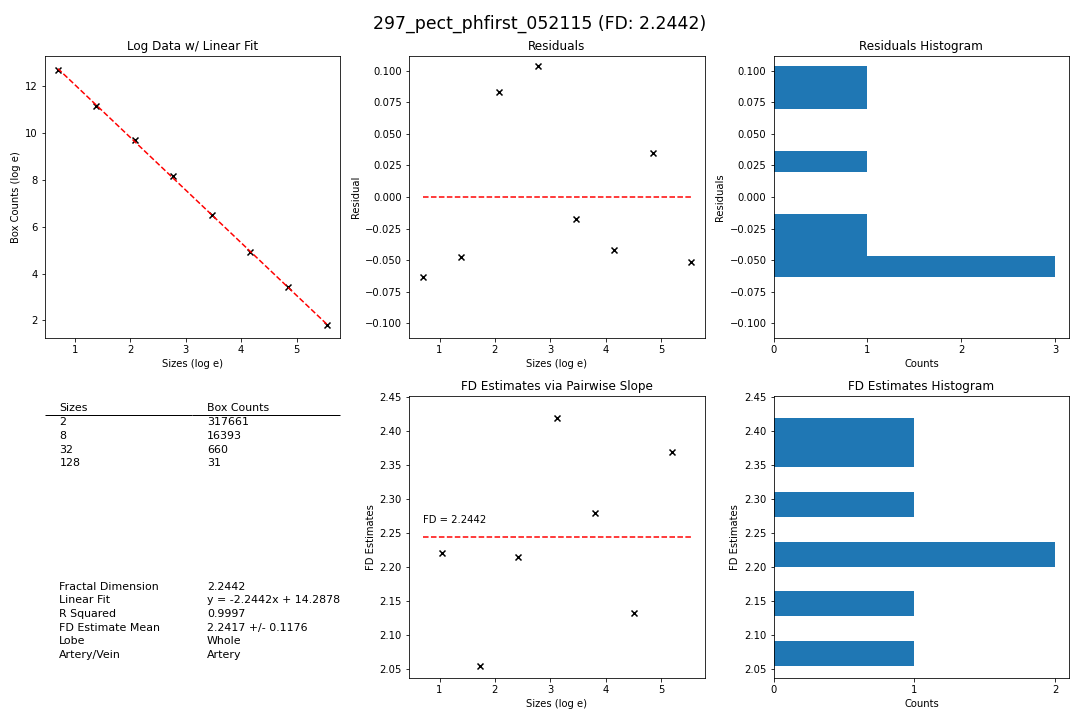 297_pect_phfirst_052115 (FD: 2.2442)
Log Data w/ Linear Fit
12
10
8
6
4
2
Box Counts (log e)
1 2 3 4 5
Sizes (log e)
Residuals
0.100
0.075
0.050
0.025
0.000
−0.025
−0.050
−0.075
−0.100
Residual
1 2 3 4 5
Sizes (log e)
Residuals Histogram
0.100
0.075
0.050
0.025
0.000
−0.025
−0.050
−0.075
−0.100
Residuals
0 1 2 3
Counts
Sizes Box Counts
2 317661
8 16393
32 660
128 31
Fractal Dimension 2.2442
Linear Fit y = -2.2442x + 14.2878
R Squared 0.9997
FD Estimate Mean 2.2417 +/- 0.1176
Lobe Whole
Artery/Vein Artery
FD Estimates via Pairwise Slope
2.45
2.40
2.35
2.30
2.25
2.20
2.15
2.10
2.05
FD Estimates
FD = 2.2442
1 2 3 4 5
Sizes (log e)
FD Estimates Histogram
2.45
2.40
2.35
2.30
2.25
2.20
2.15
2.10
2.05
FD Estimates
0 1 2
Counts